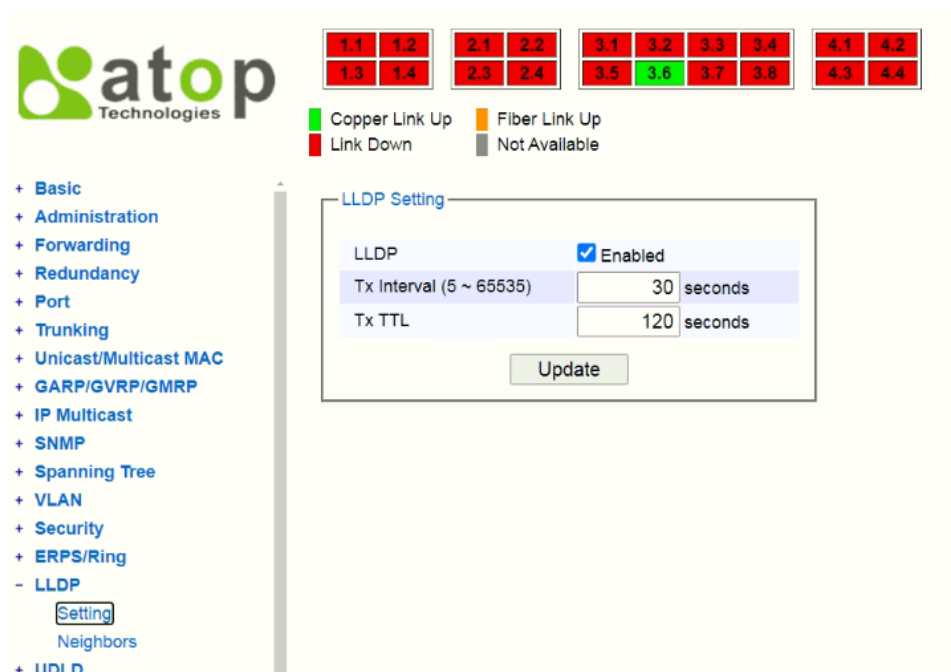 atop
Technologies
1.1 1.2 2.1 2.2 3.1 3.2 3.3 3.4 4.1 4.2
1.3 1.4 2.3 2.4 3.5 3.6 3.7 3.8 4.3 4.4
Copper Link Up Fiber Link Up
Link Down Not Available
+ Basic
+ Administration
+ Forwarding
+ Redundancy
+ Port
+ Trunking
+ Unicast/Multicast MAC
+ GARP/GVRP/GMRP
+ IP Multicast
+ SNMP
+ Spanning Tree
+ VLAN
+ Security
+ ERPS/Ring
- LLDP
Setting
Neighbors
+ UDLD
LLDP Setting
LLDP Enabled
Tx Interval (5 ~ 65535) 30 seconds
Tx TTL 120 seconds
Update